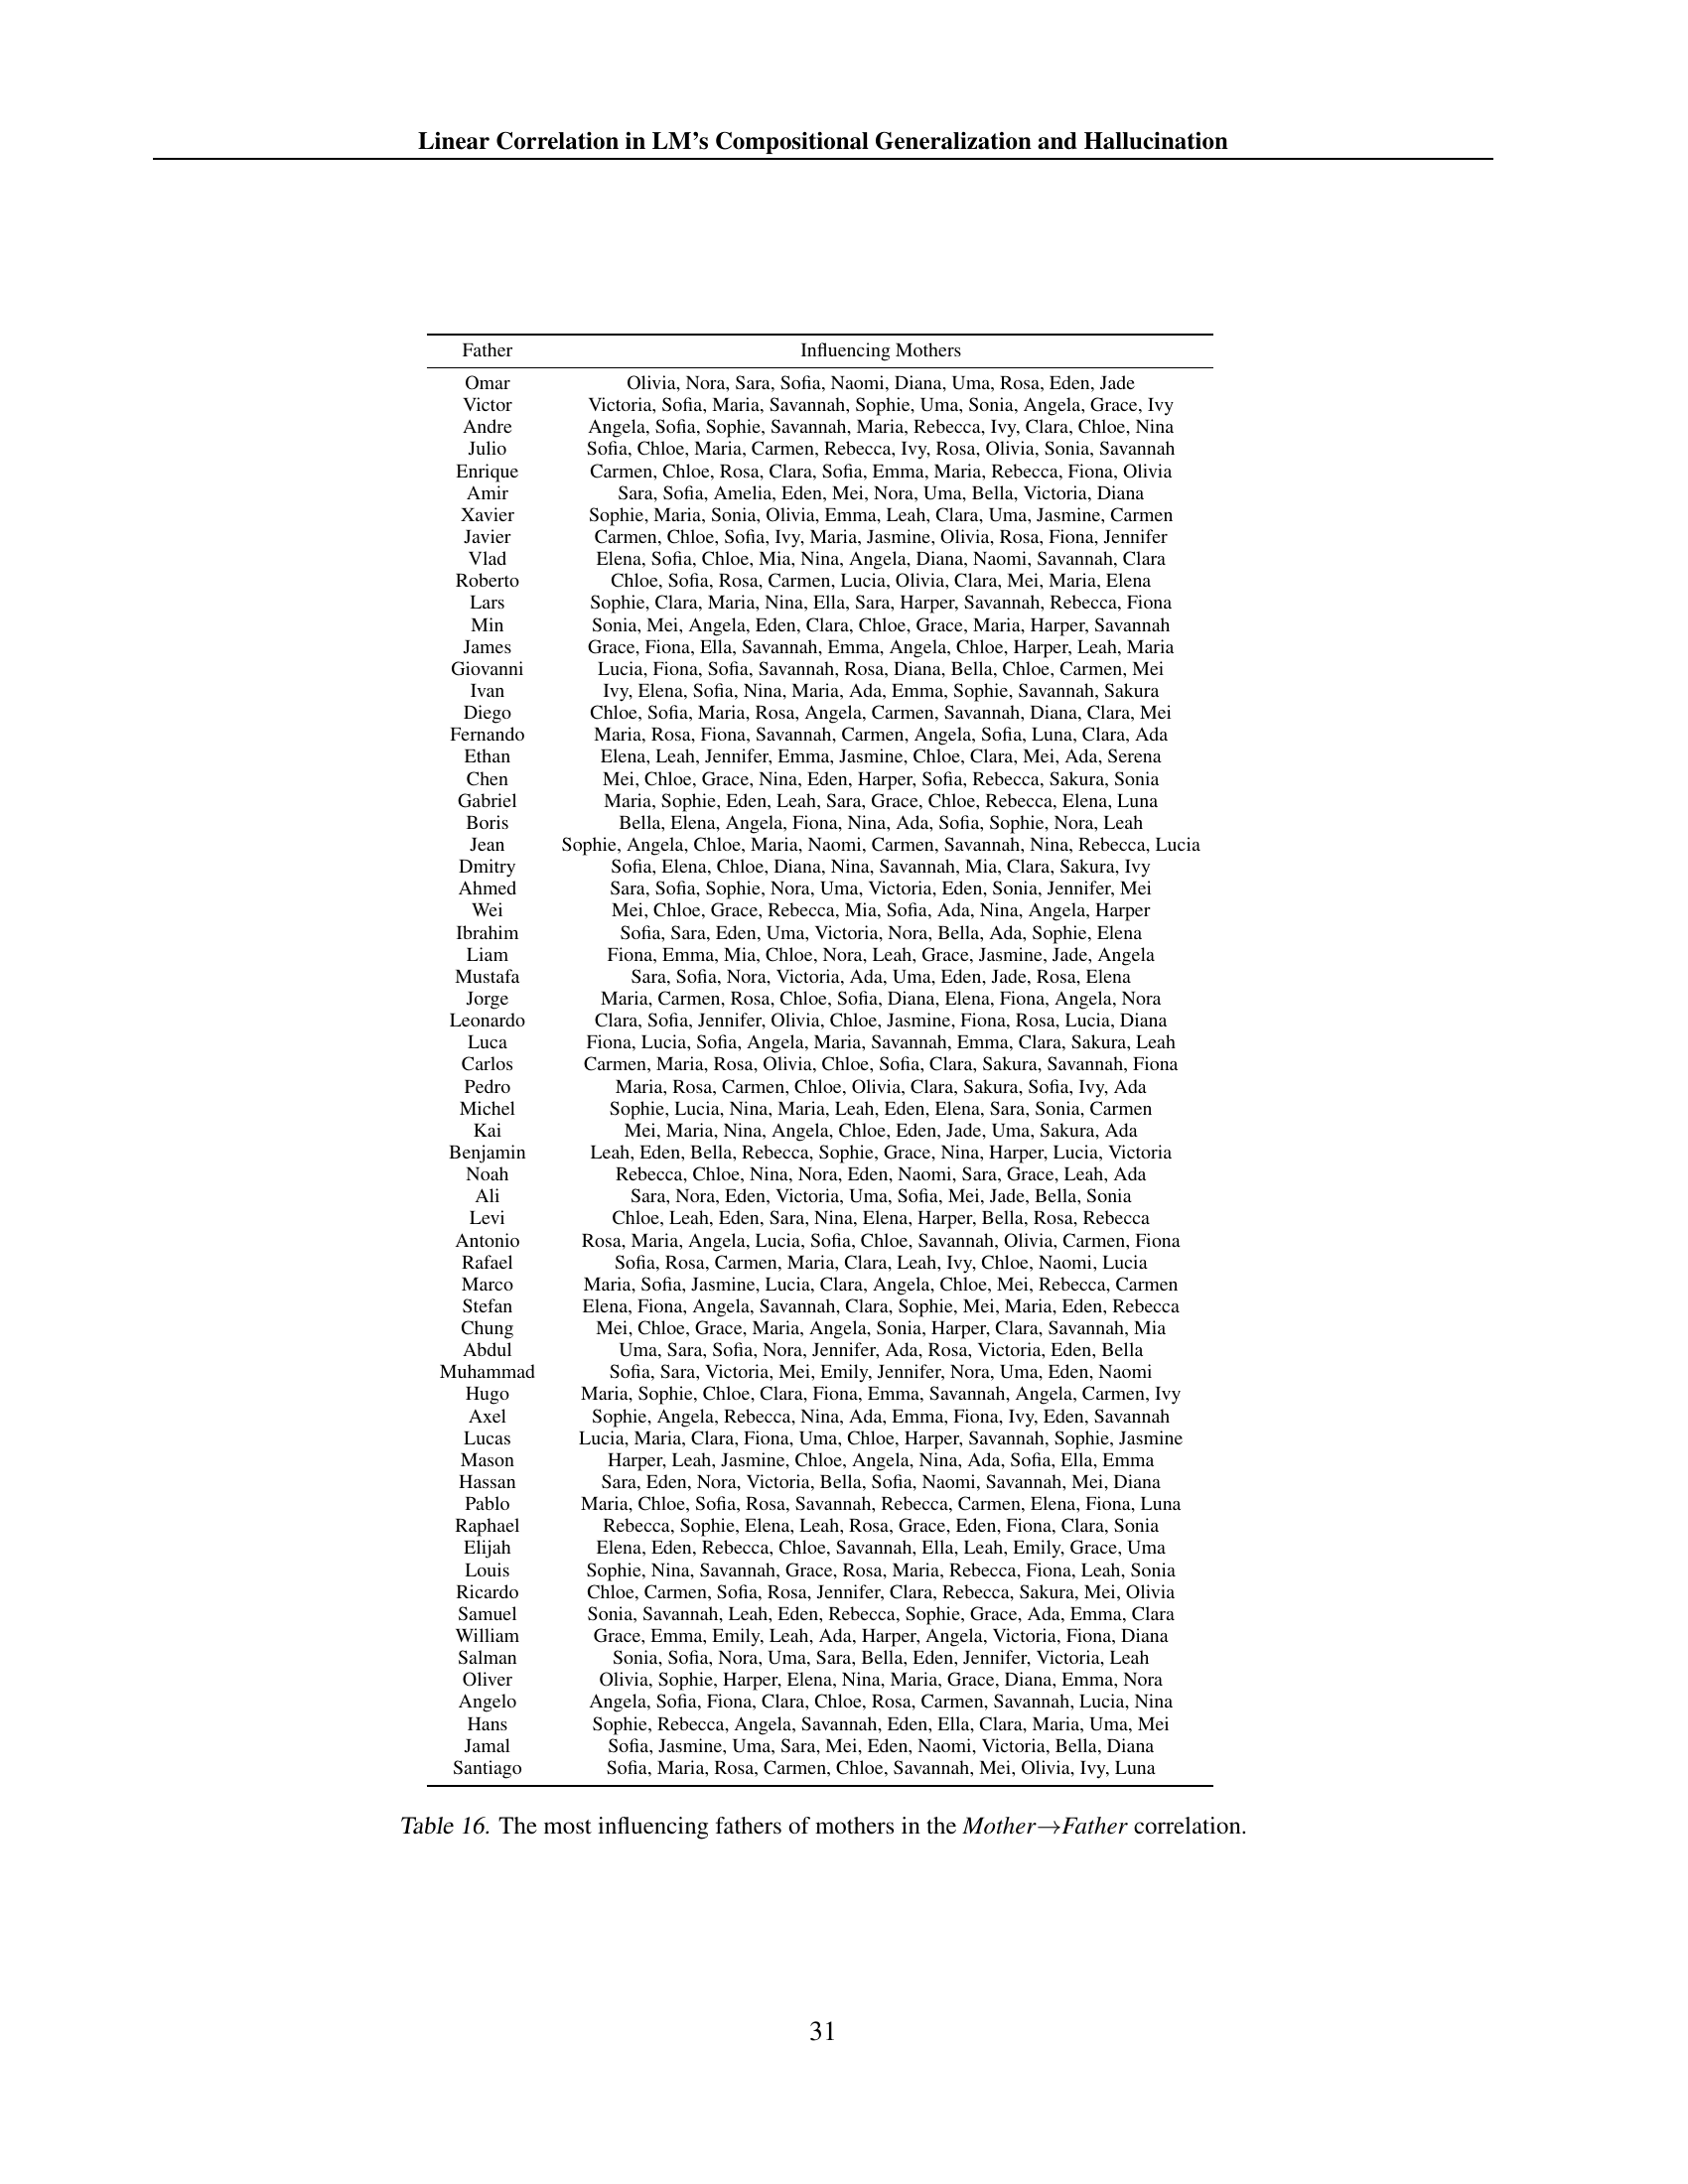 Linear Correlation in LM's Compositional Generalization and Hallucination
Father Influencing Mothers
Omar Olivia, Nora, Sara, Sofia, Naomi, Diana, Uma, Rosa, Eden, Jade
Victor Victoria, Sofia, Maria, Savannah, Sophie, Uma, Sonia, Angela, Grace, Ivy
Andre Angela, Sofia, Sophie, Savannah, Maria, Rebecca, Ivy, Clara, Chloe, Nina
Julio Sofia, Chloe, Maria, Carmen, Rebecca, Ivy, Rosa, Olivia, Sonia, Savannah
Enrique Carmen, Chloe, Rosa, Clara, Sofia, Emma, Maria, Rebecca, Fiona, Olivia
Amir Sara, Sofia, Amelia, Eden, Mei, Nora, Uma, Bella, Victoria, Diana
Xavier Sophie, Maria, Sonia, Olivia, Emma, Leah, Clara, Uma, Jasmine, Carmen
Javier Carmen, Chloe, Sofia, Ivy, Maria, Jasmine, Olivia, Rosa, Fiona, Jennifer
Vlad Elena, Sofia, Chloe, Mia, Nina, Angela, Diana, Naomi, Savannah, Clara
Roberto Chloe, Sofia, Rosa, Carmen, Lucia, Olivia, Clara, Mei, Maria, Elena
Lars Sophie, Clara, Maria, Nina, Ella, Sara, Harper, Savannah, Rebecca, Fiona
Min Sonia, Mei, Angela, Eden, Clara, Chloe, Grace, Maria, Harper, Savannah
James Grace, Fiona, Ella, Savannah, Emma, Angela, Chloe, Harper, Leah, Maria
Giovanni Lucia, Fiona, Sofia, Savannah, Rosa, Diana, Bella, Chloe, Carmen, Mei
Ivan Ivy, Elena, Sofia, Nina, Maria, Ada, Emma, Sophie, Savannah, Sakura
Diego Chloe, Sofia, Maria, Rosa, Angela, Carmen, Savannah, Diana, Clara, Mei
Fernando Maria, Rosa, Fiona, Savannah, Carmen, Angela, Sofia, Luna, Clara, Ada
Ethan Elena, Leah, Jennifer, Emma, Jasmine, Chloe, Clara, Mei, Ada, Serena
Chen Mei, Chloe, Grace, Nina, Eden, Harper, Sofia, Rebecca, Sakura, Sonia
Gabriel Maria, Sophie, Eden, Leah, Sara, Grace, Chloe, Rebecca, Elena, Luna
Boris Bella, Elena, Angela, Fiona, Nina, Ada, Sofia, Sophie, Nora, Leah
Jean Sophie, Angela, Chloe, Maria, Naomi, Carmen, Savannah, Nina, Rebecca, Lucia
Dmitry Sofia, Elena, Chloe, Diana, Nina, Savannah, Mia, Clara, Sakura, Ivy
Ahmed Sara, Sofia, Sophie, Nora, Uma, Victoria, Eden, Sonia, Jennifer, Mei
Wei Mei, Chloe, Grace, Rebecca, Mia, Sofia, Ada, Nina, Angela, Harper
Ibrahim Sofia, Sara, Eden, Uma, Victoria, Nora, Bella, Ada, Sophie, Elena
Liam Fiona, Emma, Mia, Chloe, Nora, Leah, Grace, Jasmine, Jade, Angela
Mustafa Sara, Sofia, Nora, Victoria, Ada, Uma, Eden, Jade, Rosa, Elena
Jorge Maria, Carmen, Rosa, Chloe, Sofia, Diana, Elena, Fiona, Angela, Nora
Leonardo Clara, Sofia, Jennifer, Olivia, Chloe, Jasmine, Fiona, Rosa, Lucia, Diana
Luca Fiona, Lucia, Sofia, Angela, Maria, Savannah, Emma, Clara, Sakura, Leah
Carlos Carmen, Maria, Rosa, Olivia, Chloe, Sofia, Clara, Sakura, Savannah, Fiona
Pedro Maria, Rosa, Carmen, Chloe, Olivia, Clara, Sakura, Sofia, Ivy, Ada
Michel Sophie, Lucia, Nina, Maria, Leah, Eden, Elena, Sara, Sonia, Carmen
Kai Mei, Maria, Nina, Angela, Chloe, Eden, Jade, Uma, Sakura, Ada
Benjamin Leah, Eden, Bella, Rebecca, Sophie, Grace, Nina, Harper, Lucia, Victoria
Noah Rebecca, Chloe, Nina, Nora, Eden, Naomi, Sara, Grace, Leah, Ada
Ali Sara, Nora, Eden, Victoria, Uma, Sofia, Mei, Jade, Bella, Sonia
Levi Chloe, Leah, Eden, Sara, Nina, Elena, Harper, Bella, Rosa, Rebecca
Antonio Rosa, Maria, Angela, Lucia, Sofia, Chloe, Savannah, Olivia, Carmen, Fiona
Rafael Sofia, Rosa, Carmen, Maria, Clara, Leah, Ivy, Chloe, Naomi, Lucia
Marco Maria, Sofia, Jasmine, Lucia, Clara, Angela, Chloe, Mei, Rebecca, Carmen
Stefan Elena, Fiona, Angela, Savannah, Clara, Sophie, Mei, Maria, Eden, Rebecca
Chung Mei, Chloe, Grace, Maria, Angela, Sonia, Harper, Clara, Savannah, Mia
Abdul Uma, Sara, Sofia, Nora, Jennifer, Ada, Rosa, Victoria, Eden, Bella
Muhammad Sofia, Sara, Victoria, Mei, Emily, Jennifer, Nora, Uma, Eden, Naomi
Hugo Maria, Sophie, Chloe, Clara, Fiona, Emma, Savannah, Angela, Carmen, Ivy
Axel Sophie, Angela, Rebecca, Nina, Ada, Emma, Fiona, Ivy, Eden, Savannah
Lucas Lucia, Maria, Clara, Fiona, Uma, Chloe, Harper, Savannah, Sophie, Jasmine
Mason Harper, Leah, Jasmine, Chloe, Angela, Nina, Ada, Sofia, Ella, Emma
Hassan Sara, Eden, Nora, Victoria, Bella, Sofia, Naomi, Savannah, Mei, Diana
Pablo Maria, Chloe, Sofia, Rosa, Savannah, Rebecca, Carmen, Elena, Fiona, Luna
Raphael Rebecca, Sophie, Elena, Leah, Rosa, Grace, Eden, Fiona, Clara, Sonia
Elijah Elena, Eden, Rebecca, Chloe, Savannah, Ella, Leah, Emily, Grace, Uma
Louis Sophie, Nina, Savannah, Grace, Rosa, Maria, Rebecca, Fiona, Leah, Sonia
Ricardo Chloe, Carmen, Sofia, Rosa, Jennifer, Clara, Rebecca, Sakura, Mei, Olivia
Samuel Sonia, Savannah, Leah, Eden, Rebecca, Sophie, Grace, Ada, Emma, Clara
William Grace, Emma, Emily, Leah, Ada, Harper, Angela, Victoria, Fiona, Diana
Salman Sonia, Sofia, Nora, Uma, Sara, Bella, Eden, Jennifer, Victoria, Leah
Oliver Olivia, Sophie, Harper, Elena, Nina, Maria, Grace, Diana, Emma, Nora
Angelo Angela, Sofia, Fiona, Clara, Chloe, Rosa, Carmen, Savannah, Lucia, Nina
Hans Sophie, Rebecca, Angela, Savannah, Eden, Ella, Clara, Maria, Uma, Mei
Jamal Sofia, Jasmine, Uma, Sara, Mei, Eden, Naomi, Victoria, Bella, Diana
Santiago Sofia, Maria, Rosa, Carmen, Chloe, Savannah, Mei, Olivia, Ivy, Luna
Table 16. The most influencing fathers of mothers in the Mother→Father correlation.
31